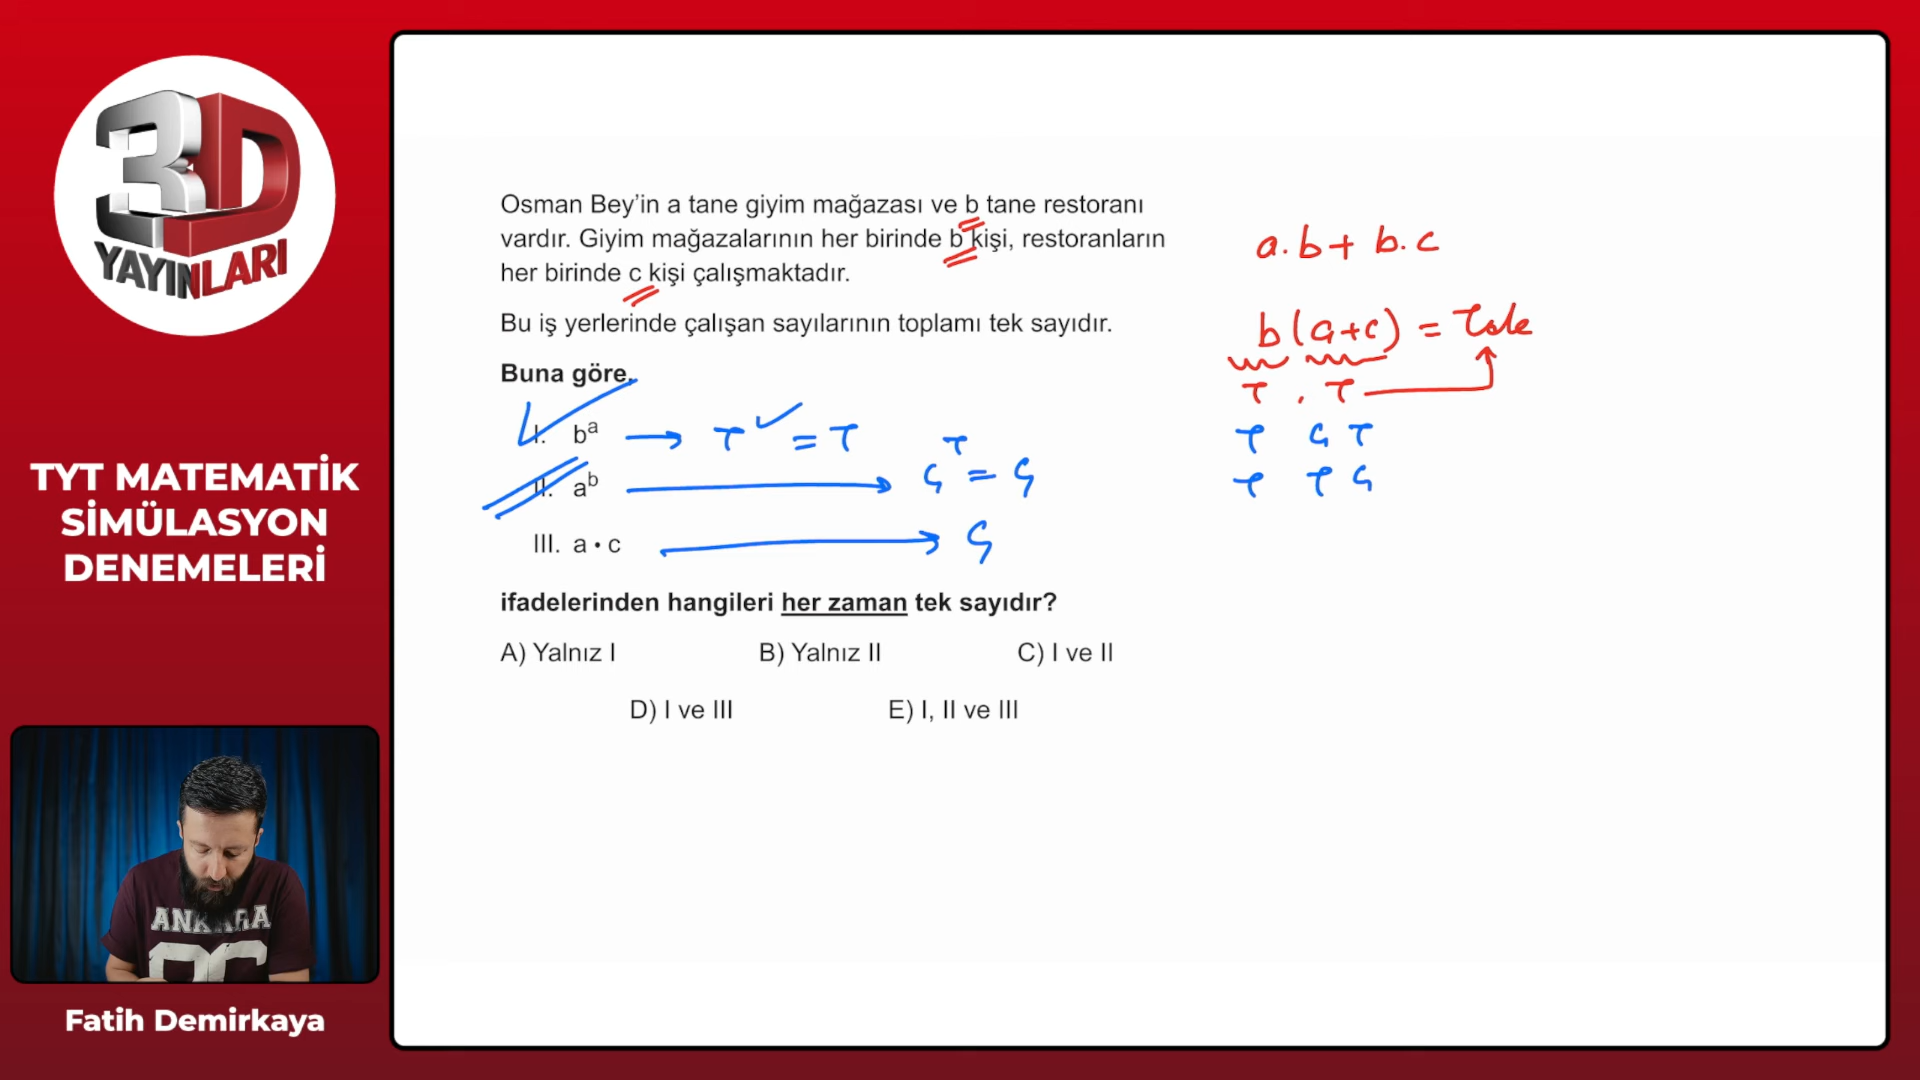 3D
YAYINLARI
TYT MATEMATİK
SİMÜLASYON
DENEMELERİ
ANKARA
Fatih Demirkaya
Osman Bey'in a tane giyim mağazası ve b tane restoranı
vardır. Giyim mağazalarının her birinde b kişi, restoranların
her birinde c kişi çalışmaktadır.
Bu iş yerlerinde çalışan sayılarının toplamı tek sayıdır.
Buna göre,
I. bᵃ → T ✓ = T
II. aᵇ → Ç ᵀ = Ç
III. a • c → Ç
ifadelerinden hangileri her zaman tek sayıdır?
A) Yalnız I B) Yalnız II C) I ve II
D) I ve III E) I, II ve III
a.b + b.c
b(a+c) = Tek
T . T
T Ç T
T T Ç